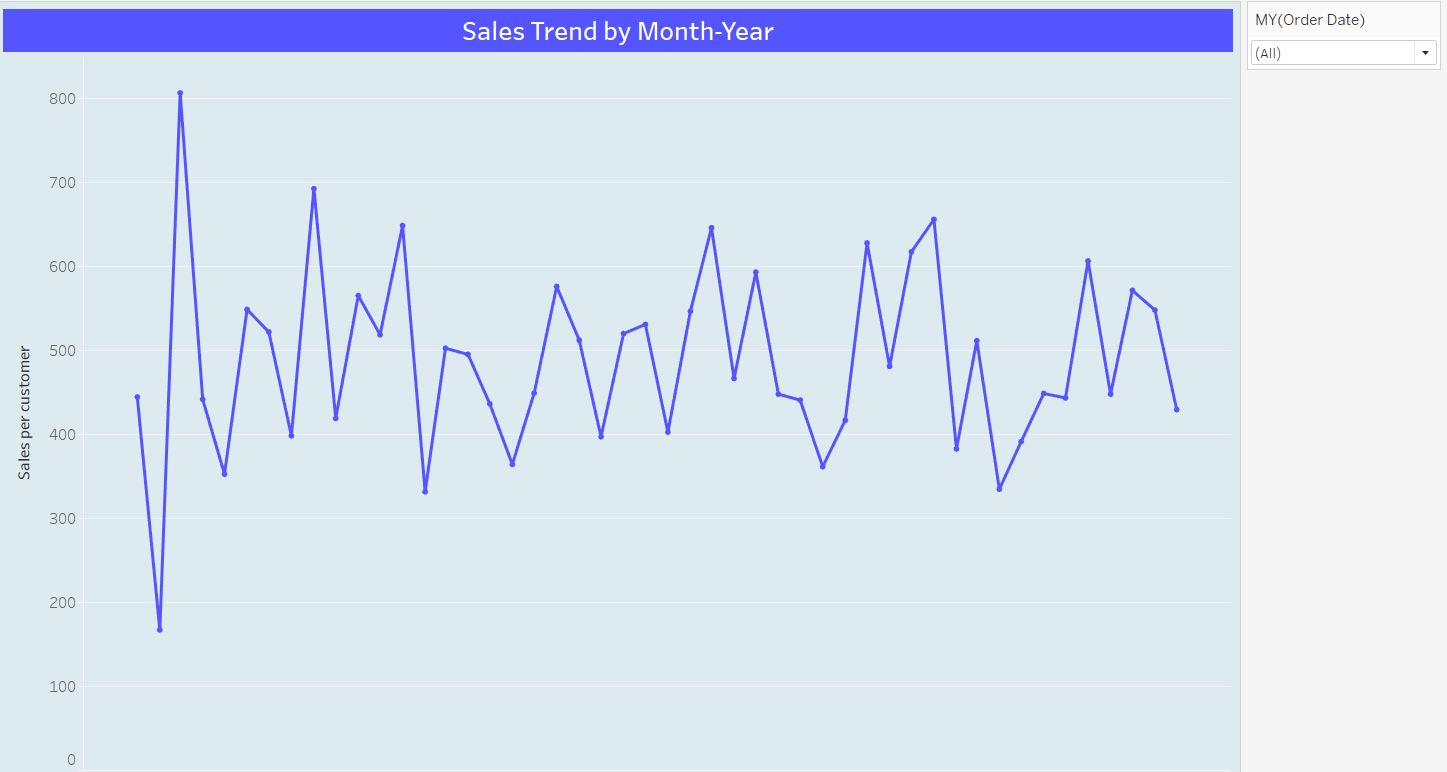 Sales Trend by Month-Year
MY(Order Date)
(All)
800
700
600
500
400
300
200
100
0
Sales per customer